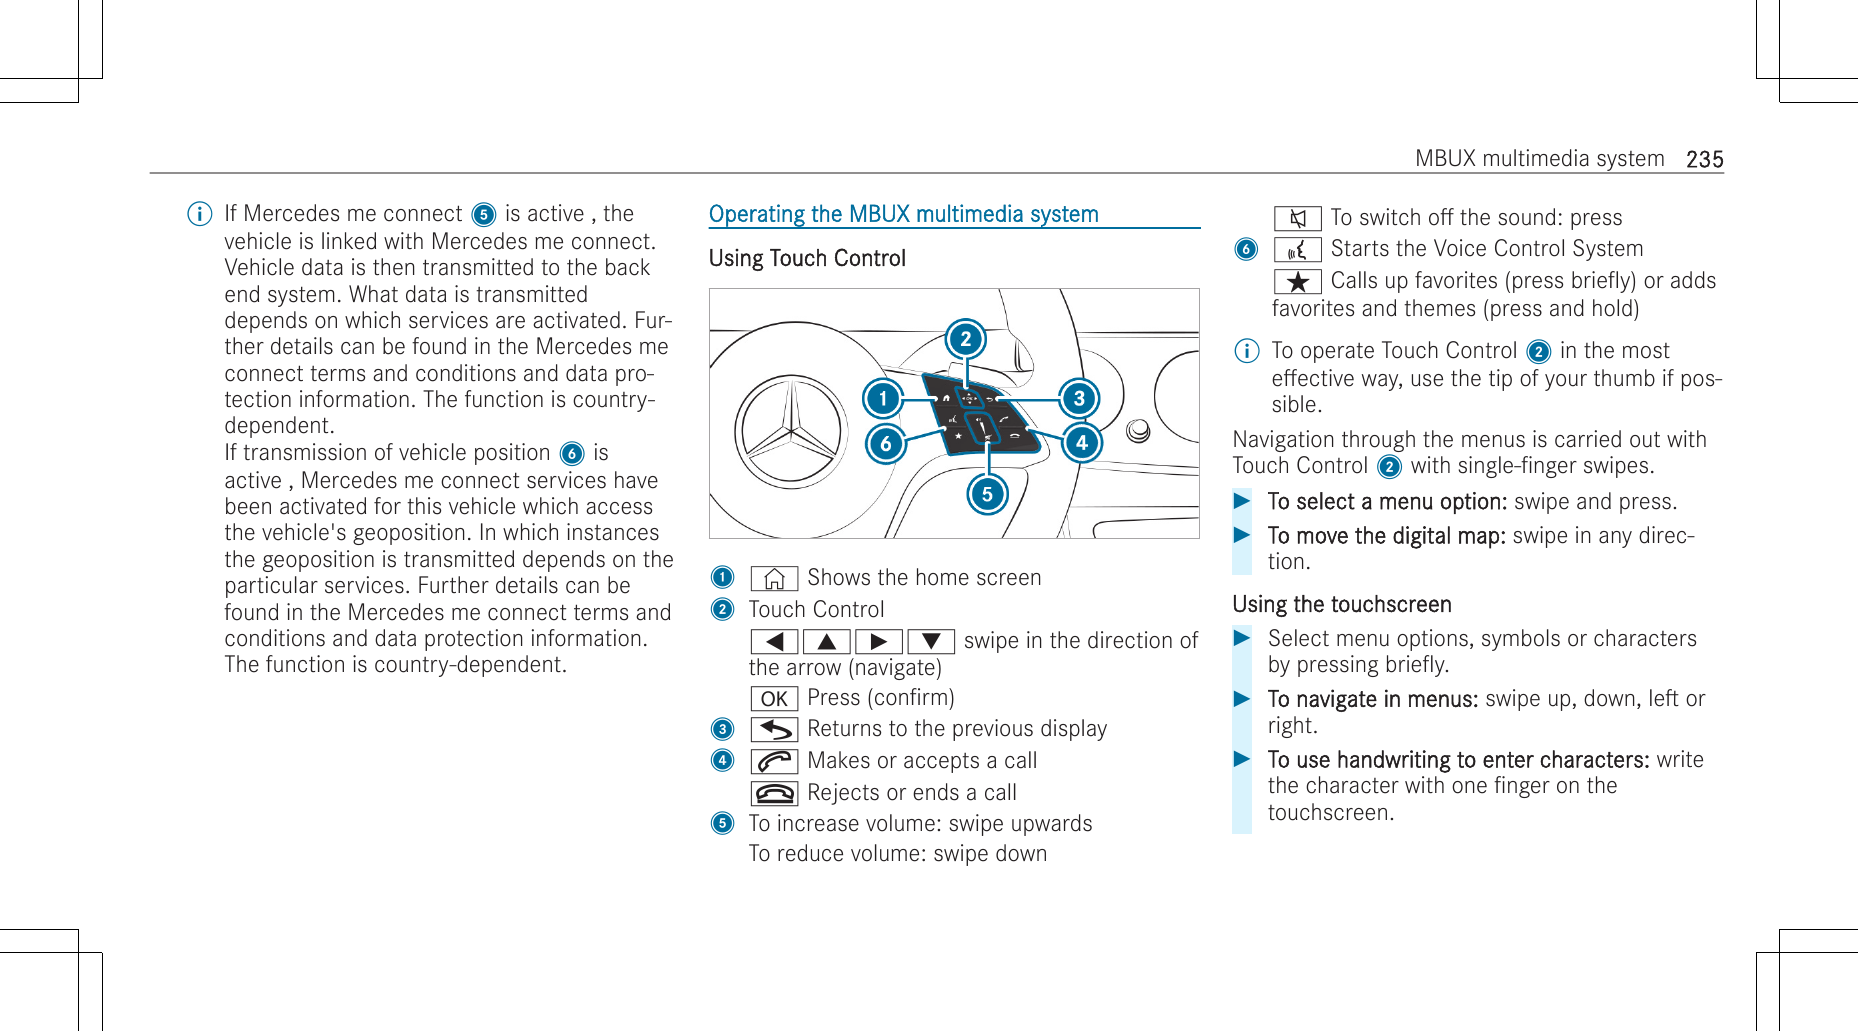 MBUX multimedia system 235
i If Mercedes me connect 5 is active , the
vehicle is linked with Mercedes me connect.
Vehicle data is then transmitted to the back
end system. What data is transmitted
depends on which services are activated. Fur-
ther details can be found in the Mercedes me
connect terms and conditions and data pro-
tection information. The function is country-
dependent.
If transmission of vehicle position 6 is
active , Mercedes me connect services have
been activated for this vehicle which access
the vehicle's geoposition. In which instances
the geoposition is transmitted depends on the
particular services. Further details can be
found in the Mercedes me connect terms and
conditions and data protection information.
The function is country-dependent.
Operating the MBUX multimedia system
Using Touch Control
2
1
3
6
4
5
1 Shows the home screen
2 Touch Control
◀ ▲ ▶ ▼ swipe in the direction of
the arrow (navigate)
OK Press (confirm)
3 Returns to the previous display
4 Makes or accepts a call
Rejects or ends a call
5 To increase volume: swipe upwards
To reduce volume: swipe down
To switch off the sound: press
6 Starts the Voice Control System
★ Calls up favorites (press briefly) or adds
favorites and themes (press and hold)
i To operate Touch Control 2 in the most
effective way, use the tip of your thumb if pos-
sible.
Navigation through the menus is carried out with
Touch Control 2 with single-finger swipes.
▶ To select a menu option: swipe and press.
▶ To move the digital map: swipe in any direc-
tion.
Using the touchscreen
▶ Select menu options, symbols or characters
by pressing briefly.
▶ To navigate in menus: swipe up, down, left or
right.
▶ To use handwriting to enter characters: write
the character with one finger on the
touchscreen.